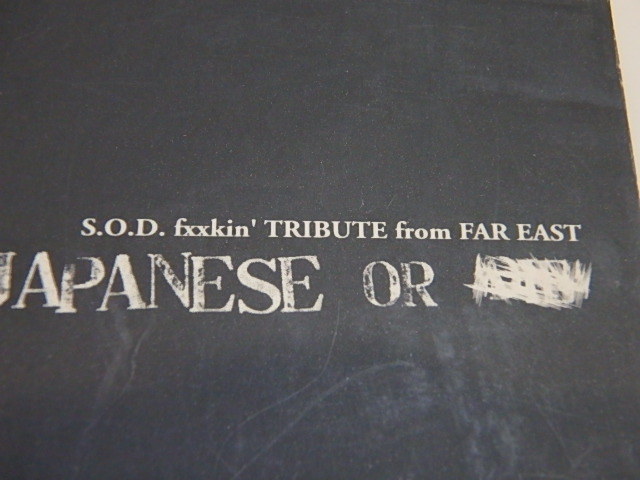 S.O.D. fxxkin' TRIBUTE from FAR EAST
JAPANESE OR